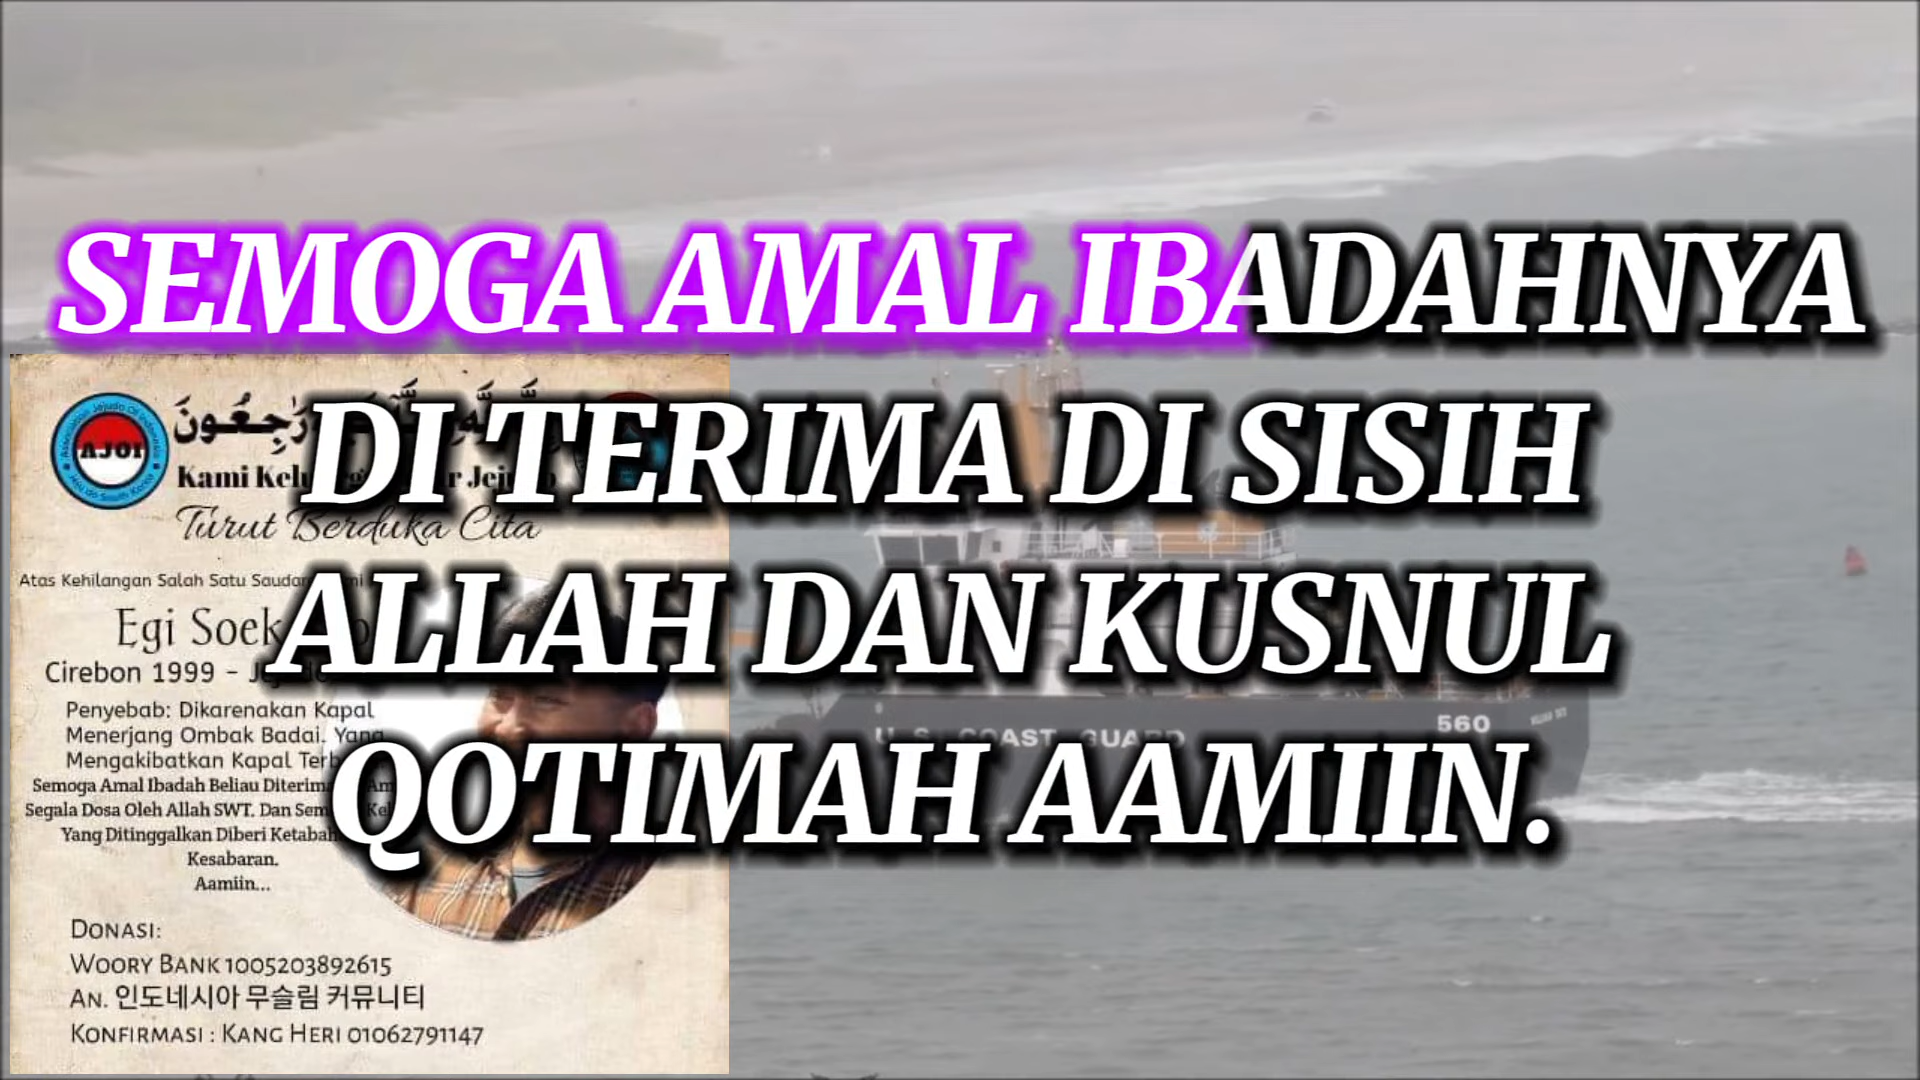 SEMOGA AMAL IBADAHNYA
DI TERIMA DI SISIH
ALLAH DAN KUSNUL
QOTIMAH AAMIIN.
AJOI
Kami
Turut Berduka Cita
Atas Kehilangan Salah Satu
Egi
Cirebon 1999 -
Penyebab: Dikarenakan Kapal
Menerjang Ombak Badai. Yang
Mengakibatkan Kapal
Semoga Amal Ibadah Beliau
Segala Dosa Oleh Allah SWT. Dan
Yang Ditinggalkan Diberi
Kesabaran.
Aamiin...
DONASI:
WOORY BANK 1005203892615
AN. 인도네시아 무슬림 커뮤니티
KONFIRMASI : KANG HERI 01062791147
U.S. COAST GUARD
560